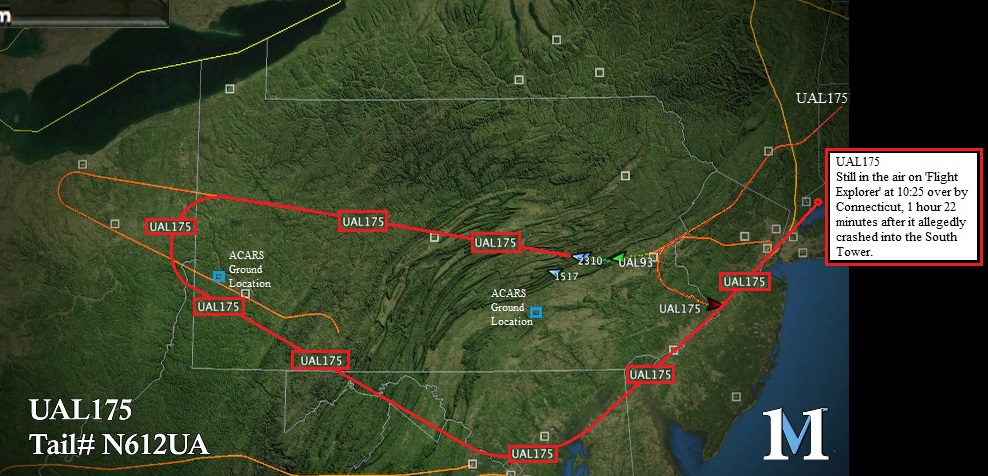 m
UAL175
UAL175
Still in the air on 'Flight
Explorer' at 10:25 over by
Connecticut, 1 hour 22
minutes after it allegedly
crashed into the South
Tower.
UAL175
UAL175
UAL175
2310
UAL93
1517
ACARS
Ground
Location
UAL175
ACARS
Ground
Location
UAL175
UAL175
UAL175
UAL175
UAL175
UAL175
Tail# N612UA
1M